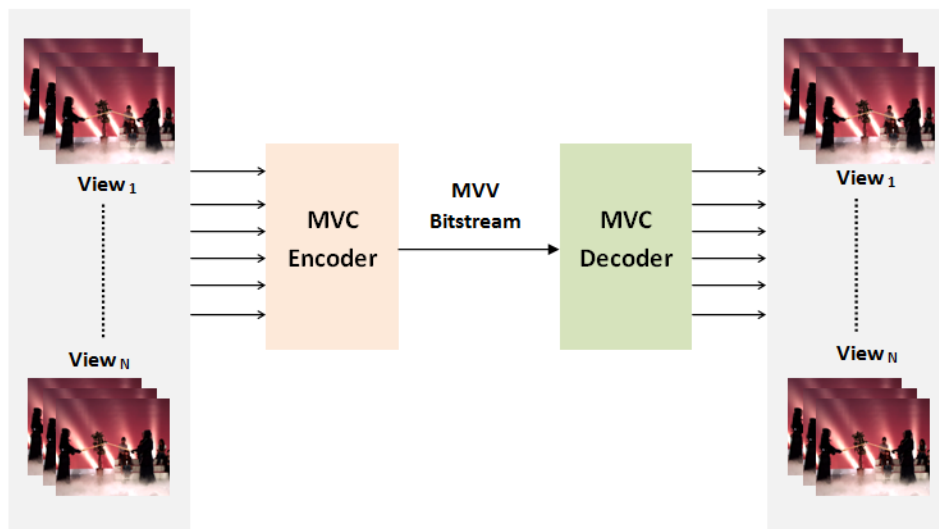 View 1
View N
MVC
Encoder
MVV
Bitstream
MVC
Decoder
View 1
View N